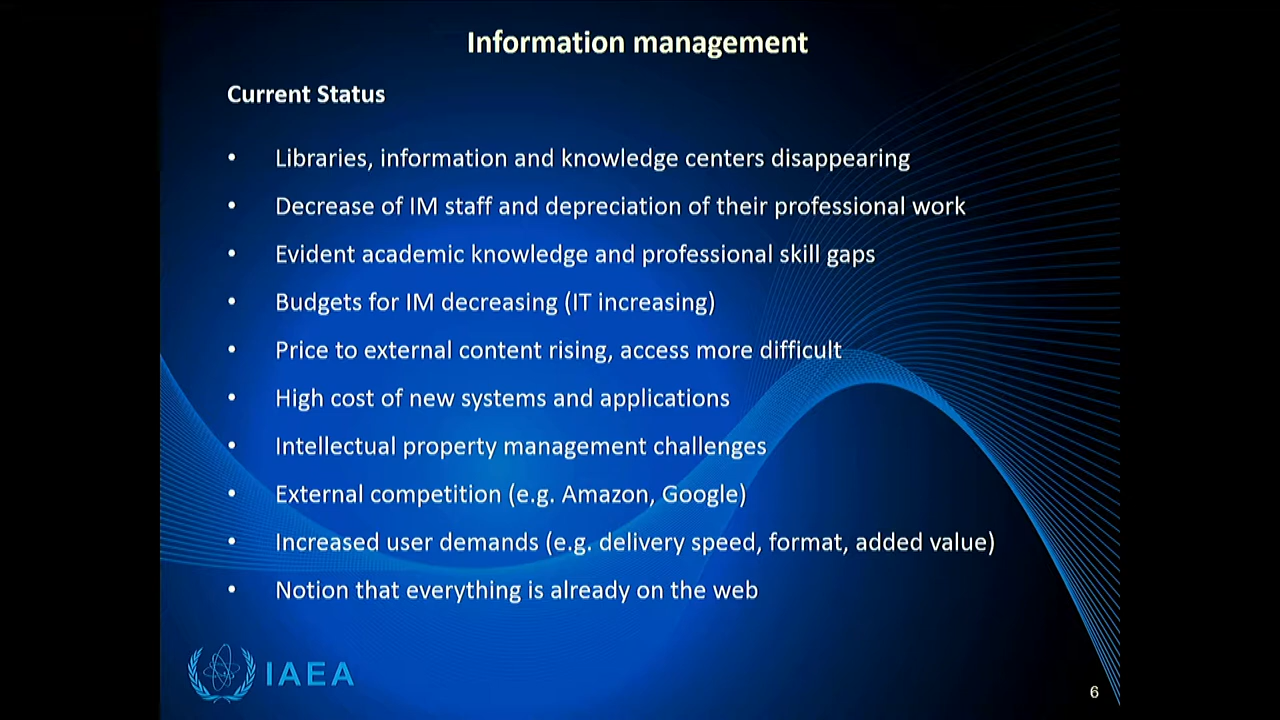 Information management
Current Status
• Libraries, information and knowledge centers disappearing
• Decrease of IM staff and depreciation of their professional work
• Evident academic knowledge and professional skill gaps
• Budgets for IM decreasing (IT increasing)
• Price to external content rising, access more difficult
• High cost of new systems and applications
• Intellectual property management challenges
• External competition (e.g. Amazon, Google)
• Increased user demands (e.g. delivery speed, format, added value)
• Notion that everything is already on the web
IAEA
6